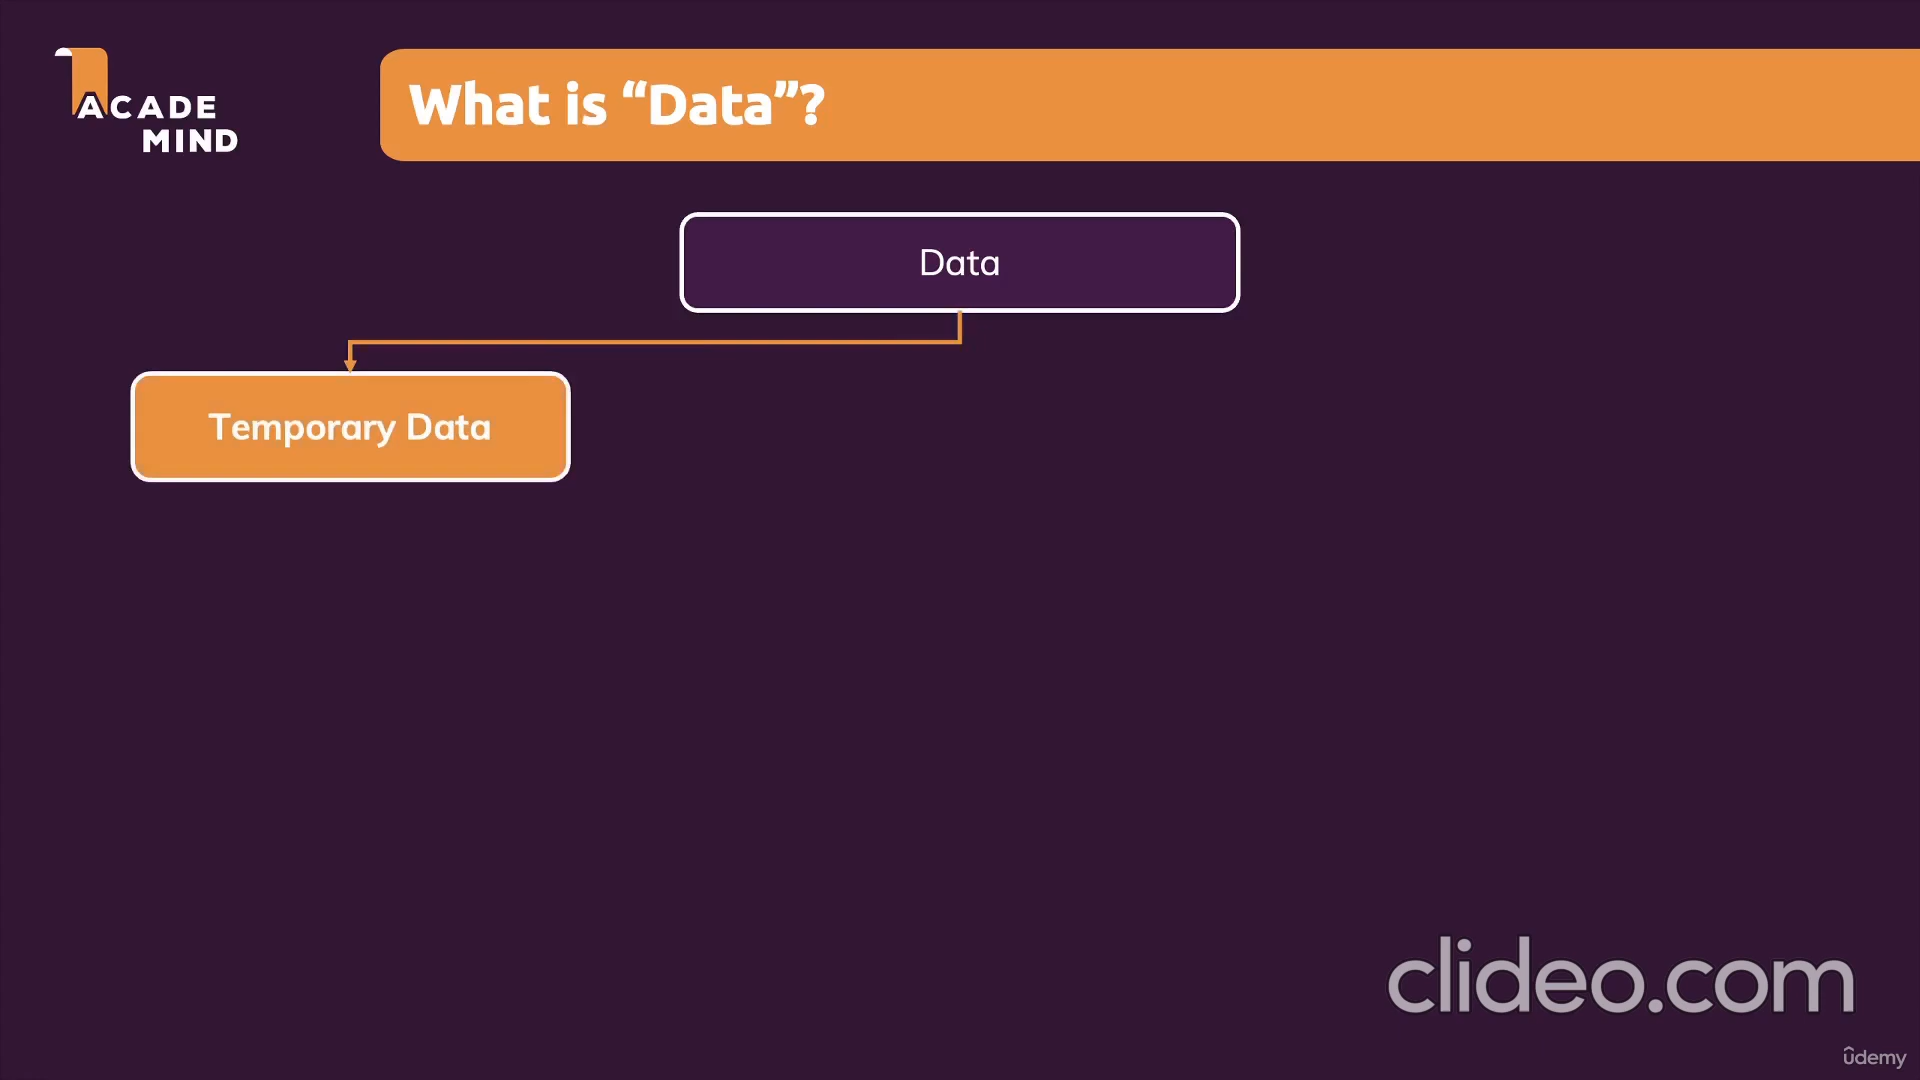 ACADE
MIND
What is “Data”?
Data
Temporary Data
clideo.com
ûdemy